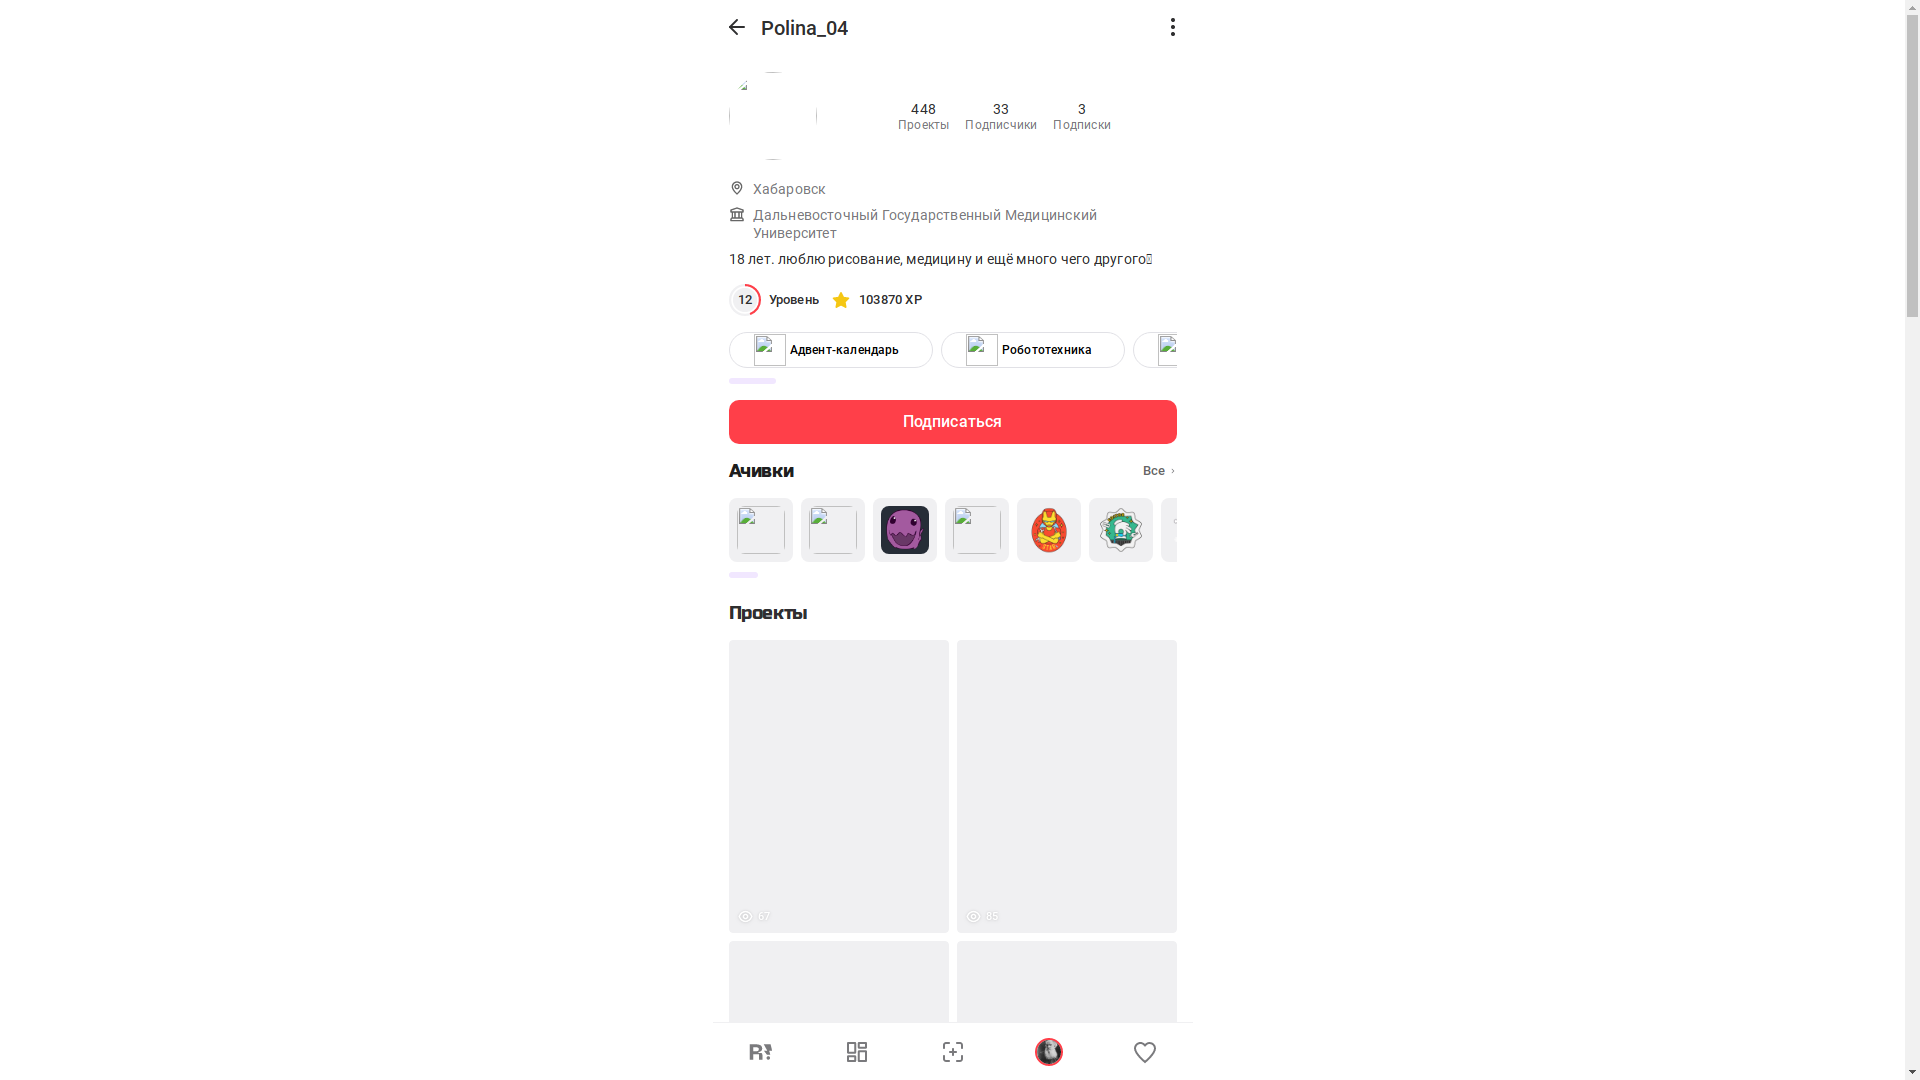 Polina_04
448
Проекты
33
Подписчики
3
Подписки
Хабаровск
Дальневосточный Государственный Медицинский
Университет
18 лет. люблю рисование, медицину и ещё много чего другого
12
Уровень
103870 XP
Адвент-календарь
Робототехника
Подписаться
Ачивки
Все
Проекты
67
85
R